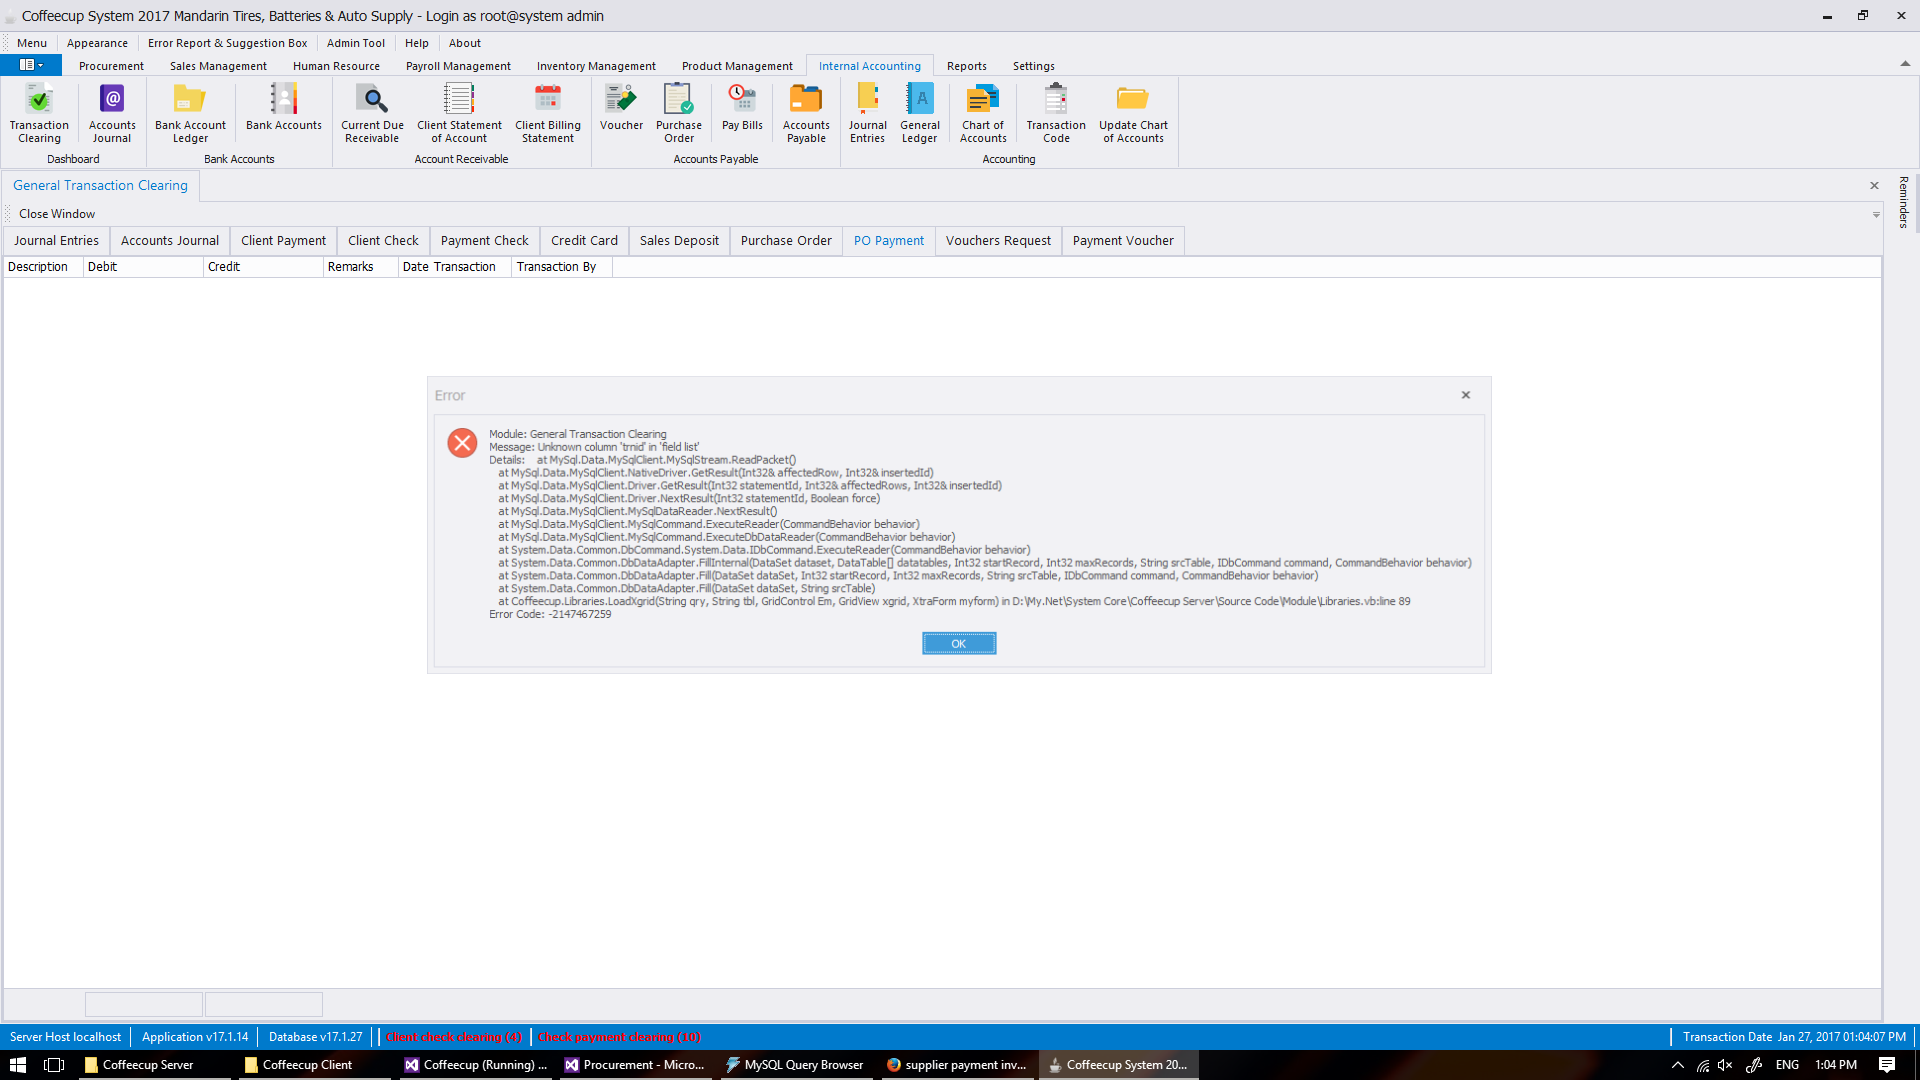 Coffeecup System 2017 Mandarin Tires, Batteries & Auto Supply - Login as root@system admin
Menu Appearance Error Report & Suggestion Box Admin Tool Help About
Procurement Sales Management Human Resource Payroll Management Inventory Management Product Management Internal Accounting Reports Settings
Transaction Clearing
Accounts Journal
Bank Account Ledger
Bank Accounts
Current Due Receivable
Client Statement of Account
Client Billing Statement
Voucher
Purchase Order
Pay Bills
Accounts Payable
Journal Entries
General Ledger
Chart of Accounts
Transaction Code
Update Chart of Accounts
Dashboard Bank Accounts Account Receivable Accounts Payable Accounting
General Transaction Clearing
Reminders
Close Window
Journal Entries Accounts Journal Client Payment Client Check Payment Check Credit Card Sales Deposit Purchase Order PO Payment Vouchers Request Payment Voucher
Description Debit Credit Remarks Date Transaction Transaction By
Error
Module: General Transaction Clearing
Message: Unknown column 'trnid' in 'field list'
Details: at MySql.Data.MySqlClient.MySqlStream.ReadPacket()
at MySql.Data.MySqlClient.NativeDriver.GetResult(Int32& affectedRow, Int32& insertedId)
at MySql.Data.MySqlClient.Driver.GetResult(Int32 statementId, Int32& affectedRows, Int32& insertedId)
at MySql.Data.MySqlClient.Driver.NextResult(Int32 statementId, Boolean force)
at MySql.Data.MySqlClient.MySqlDataReader.NextResult()
at MySql.Data.MySqlClient.MySqlCommand.ExecuteReader(CommandBehavior behavior)
at MySql.Data.MySqlClient.MySqlCommand.ExecuteDbDataReader(CommandBehavior behavior)
at System.Data.Common.DbCommand.System.Data.IDbCommand.ExecuteReader(CommandBehavior behavior)
at System.Data.Common.DbDataAdapter.FillInternal(DataSet dataset, DataTable[] datatables, Int32 startRecord, Int32 maxRecords, String srcTable, IDbCommand command, CommandBehavior behavior)
at System.Data.Common.DbDataAdapter.Fill(DataSet dataSet, Int32 startRecord, Int32 maxRecords, String srcTable, IDbCommand command, CommandBehavior behavior)
at System.Data.Common.DbDataAdapter.Fill(DataSet dataSet, String srcTable)
at Coffeecup.Libraries.LoadXgrid(String qry, String tbl, GridControl Em, GridView xgrid, XtraForm myform) in D:\My.Net\System Core\Coffeecup Server\Source Code\Module\Libraries.vb:line 89
Error Code: -2147467259
OK
Server Host localhost Application v17.1.14 Database v17.1.27 Client check clearing (4) Check payment clearing (10) Transaction Date Jan 27, 2017 01:04:07 PM
Coffeecup Server Coffeecup Client Coffeecup (Running) ... Procurement - Micro... MySQL Query Browser supplier payment inv... Coffeecup System 20... ENG 1:04 PM